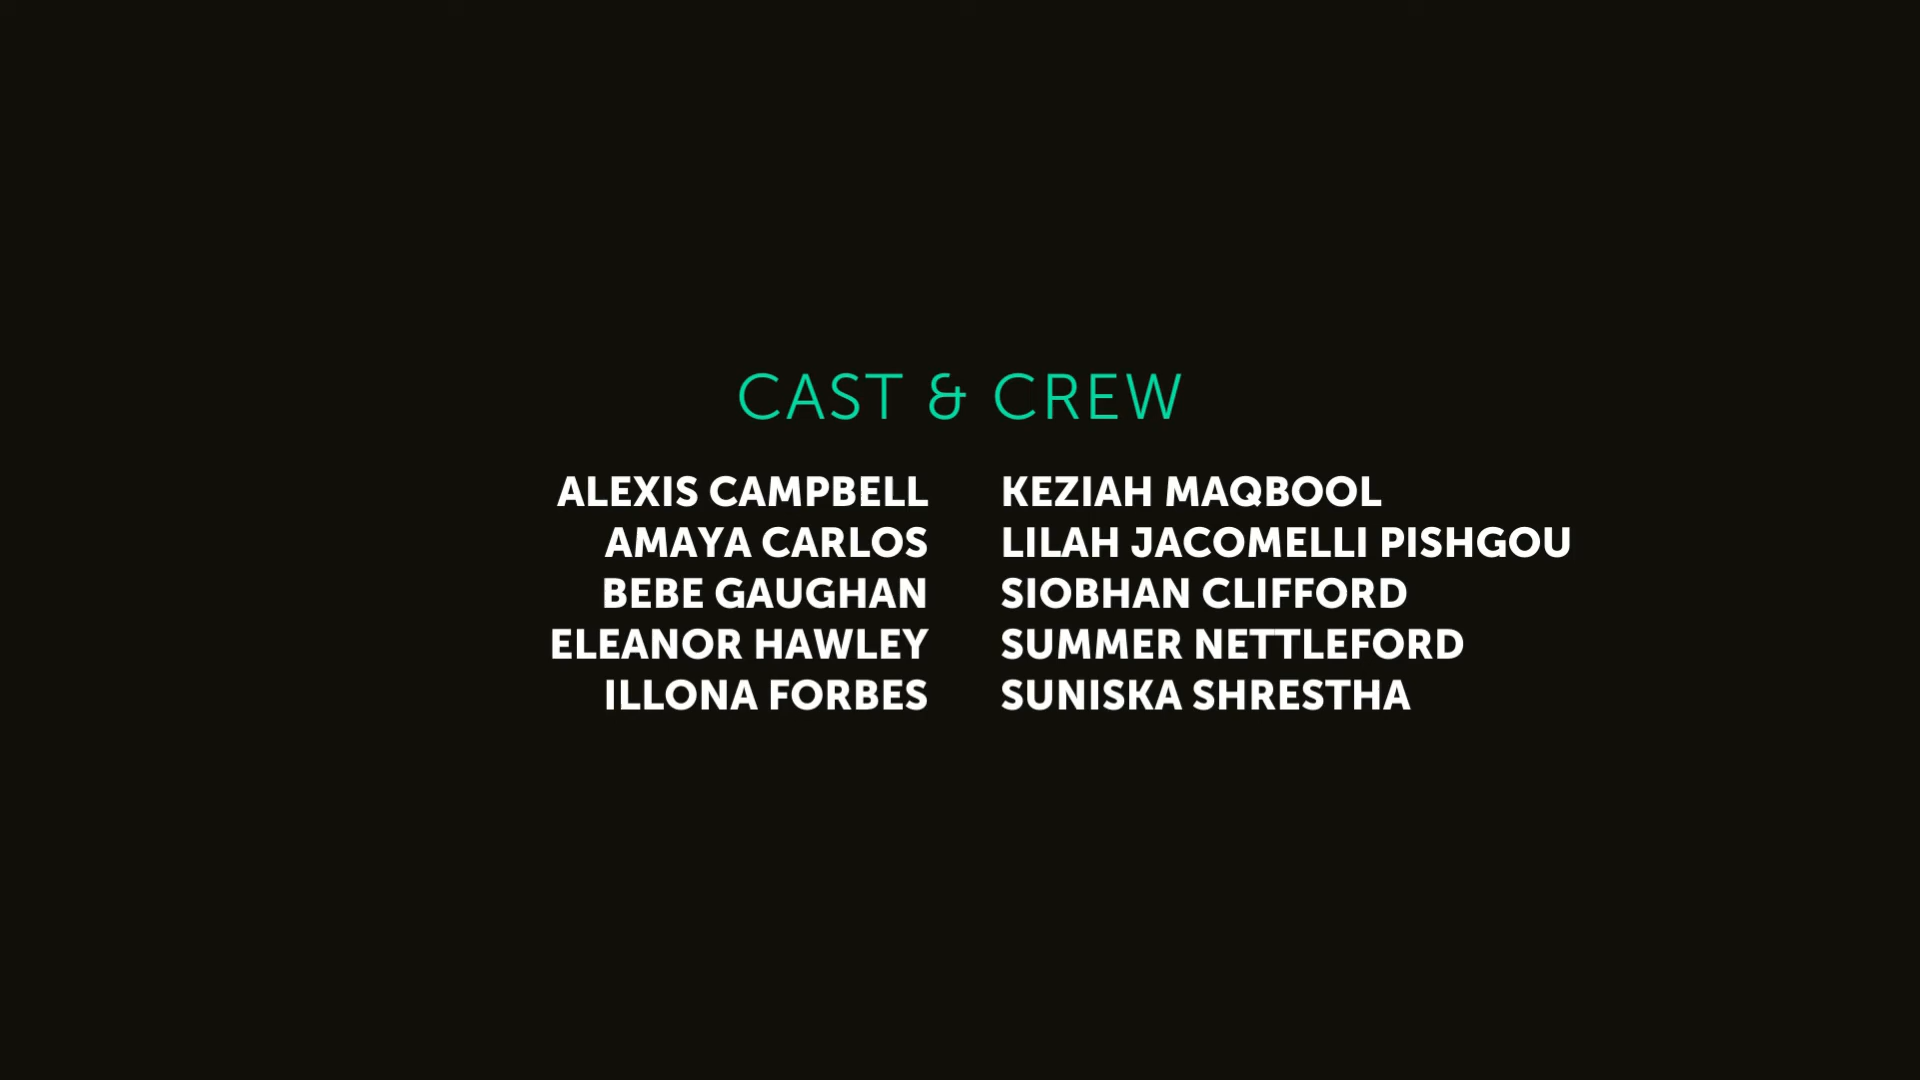 CAST & CREW
ALEXIS CAMPBELL
AMAYA CARLOS
BEBE GAUGHAN
ELEANOR HAWLEY
ILLONA FORBES
KEZIAH MAQBOOL
LILAH JACOMELLI PISHGOU
SIOBHAN CLIFFORD
SUMMER NETTLEFORD
SUNISKA SHRESTHA